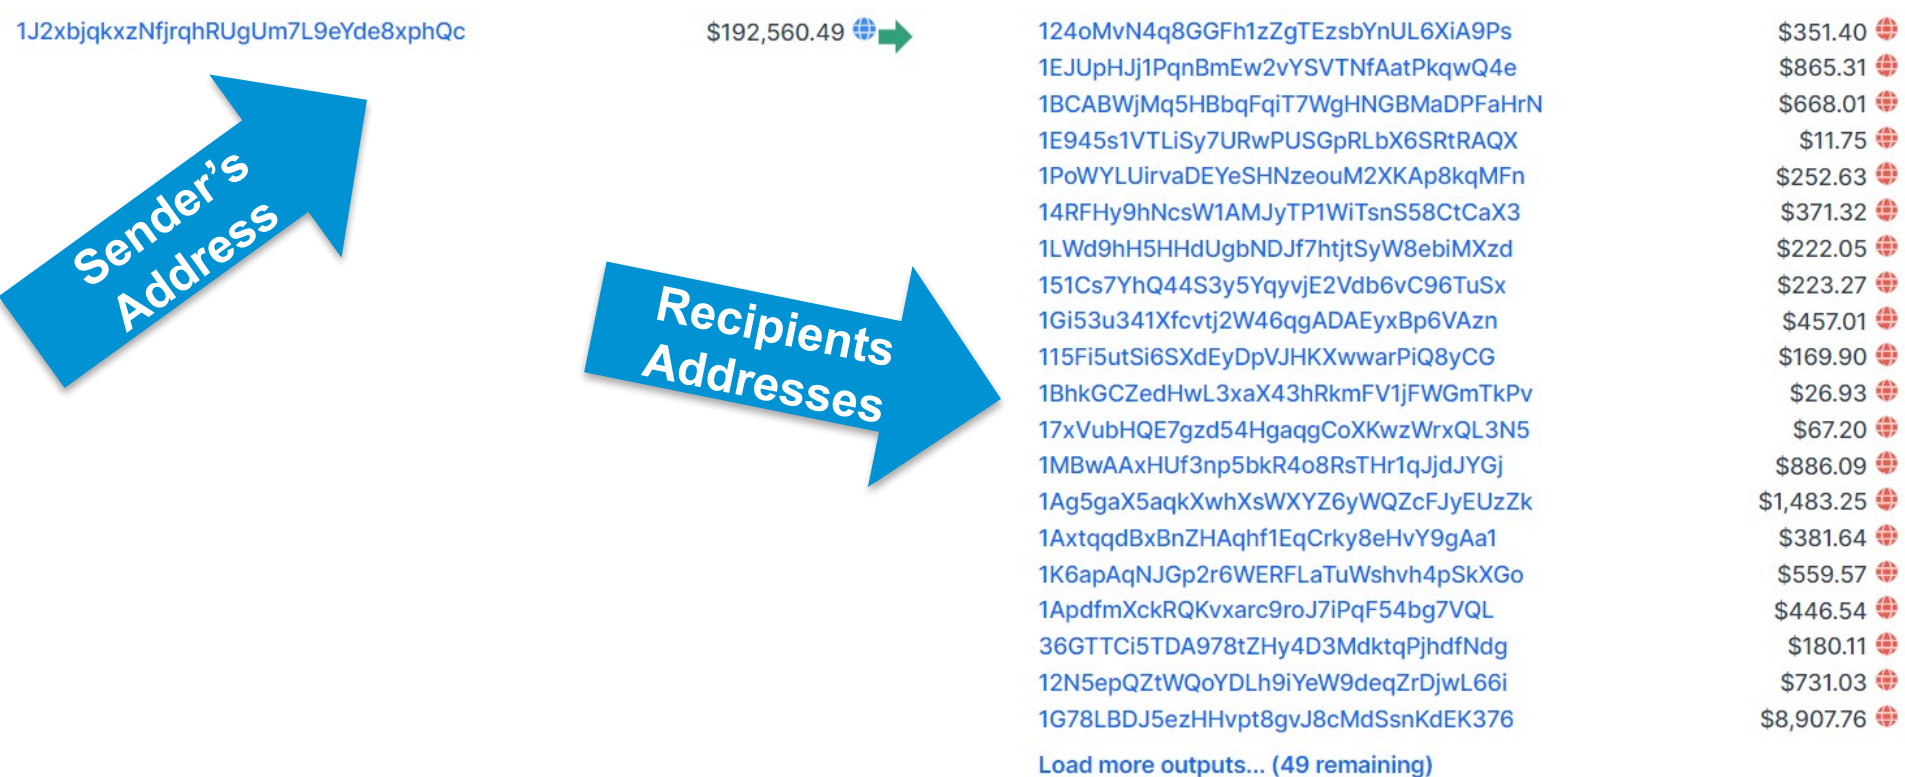 1J2xbjqkxzNfjrqhRUgUm7L9eYde8xphQc $192,560.49
Sender's
Address
Recipients
Addresses
124oMvN4q8GGFh1zZgTEzsbYnUL6XiA9Ps $351.40
1EJUpHJj1PqnBmEw2vYSVTNfAatPkqwQ4e $865.31
1BCABWjMq5HBbqFqiT7WgHNGBMaDPFaHrN $668.01
1E945s1VTLiSy7URwPUSGpRLbX6SRtRAQX $11.75
1PoWYLUirvaDEYeSHNzeouM2XKAp8kqMFn $252.63
14RFHy9hNcsW1AMJyTP1WiTsnS58CtCaX3 $371.32
1LWd9hH5HHdUgbNDJf7htjtSyW8ebiMXzd $222.05
151Cs7YhQ44S3y5YqyvjE2Vdb6vC96TuSx $223.27
1Gi53u341Xfcvtj2W46qgADAEyxBp6VAzn $457.01
115Fi5utSi6SXdEyDpVJHKXwwarPiQ8yCG $169.90
1BhkGCZedHwL3xaX43hRkmFV1jFWGmTkPv $26.93
17xVubHQE7gzd54HgaqgCoXKwzWrxQL3N5 $67.20
1MBwAAxHUf3np5bkR4o8RsTHr1qJjdJYGj $886.09
1Ag5gaX5aqkXwhXsWXYZ6yWQZcFJyEUzZk $1,483.25
1AxtqqdBxBnZHAqhf1EqCrky8eHvY9gAa1 $381.64
1K6apAqNJGp2r6WERFLaTuWshvh4pSkXGo $559.57
1ApdfmXckRQKvxarc9roJ7iPqF54bg7VQL $446.54
36GTTCi5TDA978tZHy4D3MdktqPjhdfNdg $180.11
12N5epQZtWQoYDLh9iYeW9deqZrDjwL66i $731.03
1G78LBDJ5ezHHvpt8gvJ8cMdSsnKdEK376 $8,907.76
Load more outputs... (49 remaining)